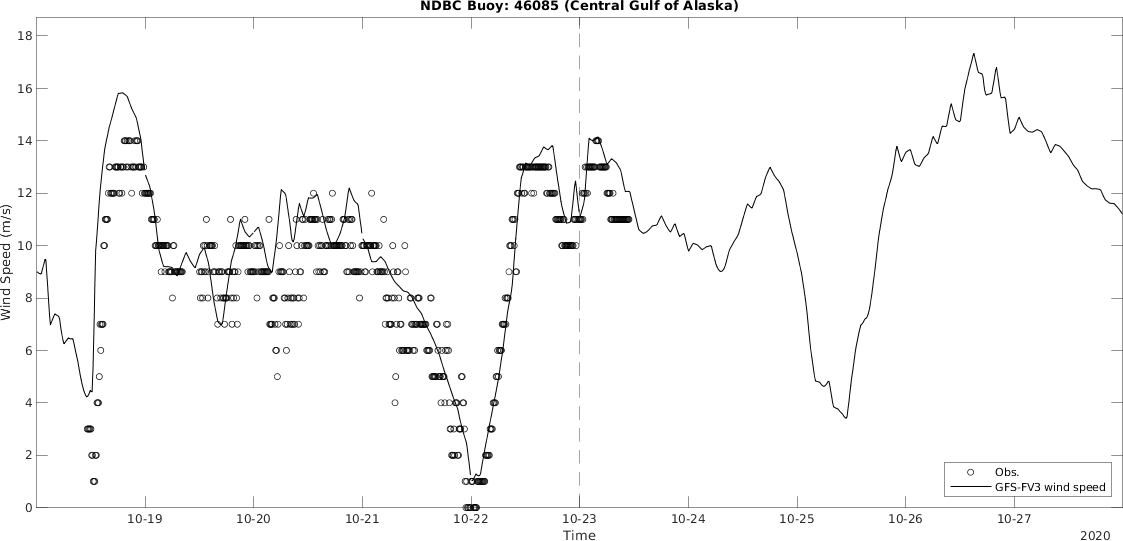 NDBC Buoy: 46085 (Central Gulf of Alaska)
18
16
14
12
10
8
6
4
2
0
Wind Speed (m/s)
Obs.
GFS-FV3 wind speed
10-19 10-20 10-21 10-22 10-23 10-24 10-25 10-26 10-27
Time
2020